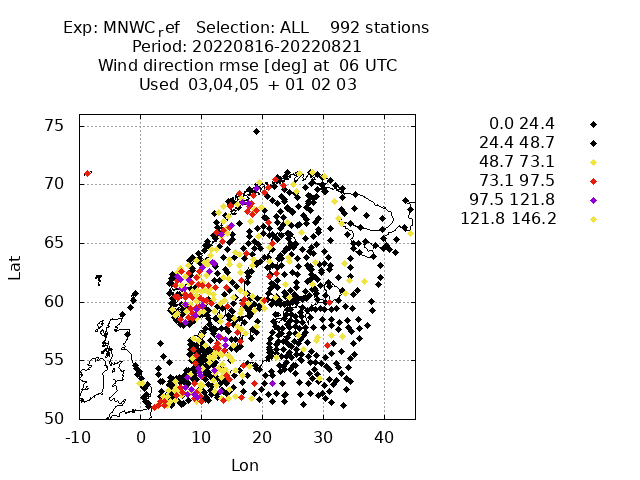 Exp: MNWCref Selection: ALL 992 stations
Period: 20220816-20220821
Wind direction rmse [deg] at 06 UTC
Used 03,04,05 + 01 02 03
0.0 24.4
24.4 48.7
48.7 73.1
73.1 97.5
97.5 121.8
121.8 146.2
75
70
65
60
55
50
Lat
-10 0 10 20 30 40
Lon